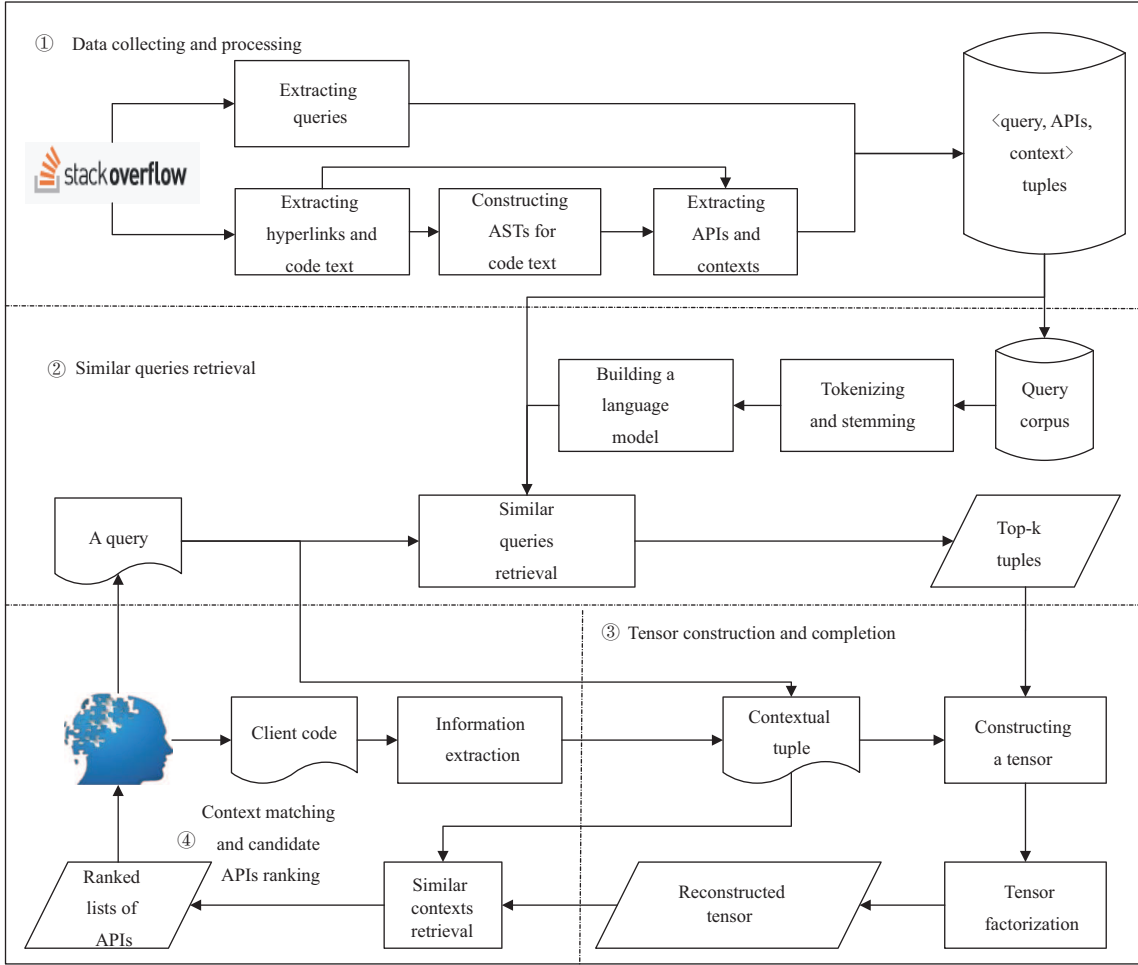 ① Data collecting and processing
Extracting
queries
stackoverflow
Extracting
hyperlinks and
code text
Constructing
ASTs for
code text
Extracting
APIs and
contexts
〈query, APIs,
context〉
tuples
② Similar queries retrieval
Building a
language
model
Tokenizing
and stemming
Query
corpus
A query
Similar
queries
retrieval
Top-k
tuples
③ Tensor construction and completion
Client code
Information
extraction
Contextual
tuple
Constructing
a tensor
④ Context matching
and candidate
APIs ranking
Ranked
lists of
APIs
Similar
contexts
retrieval
Reconstructed
tensor
Tensor
factorization